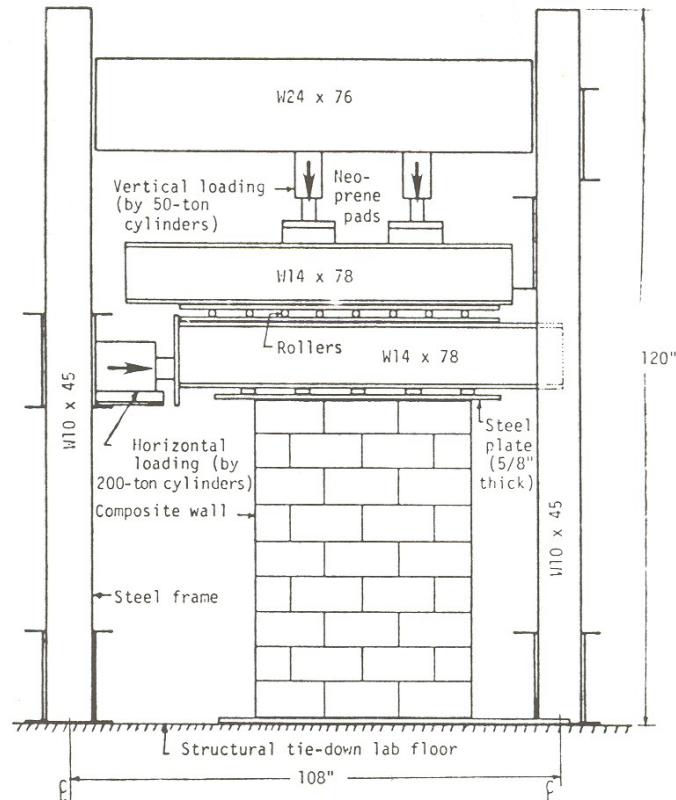 W24 x 76
Vertical loading
(by 50-ton
cylinders)
Neo-
prene
pads
W14 x 78
Rollers
W14 x 78
120"
W10 x 45
Horizontal
loading (by
200-ton cylinders)
Steel
plate
(5/8"
thick)
Composite wall
W10 x 45
Steel frame
Structural tie-down lab floor
108"
℄
℄